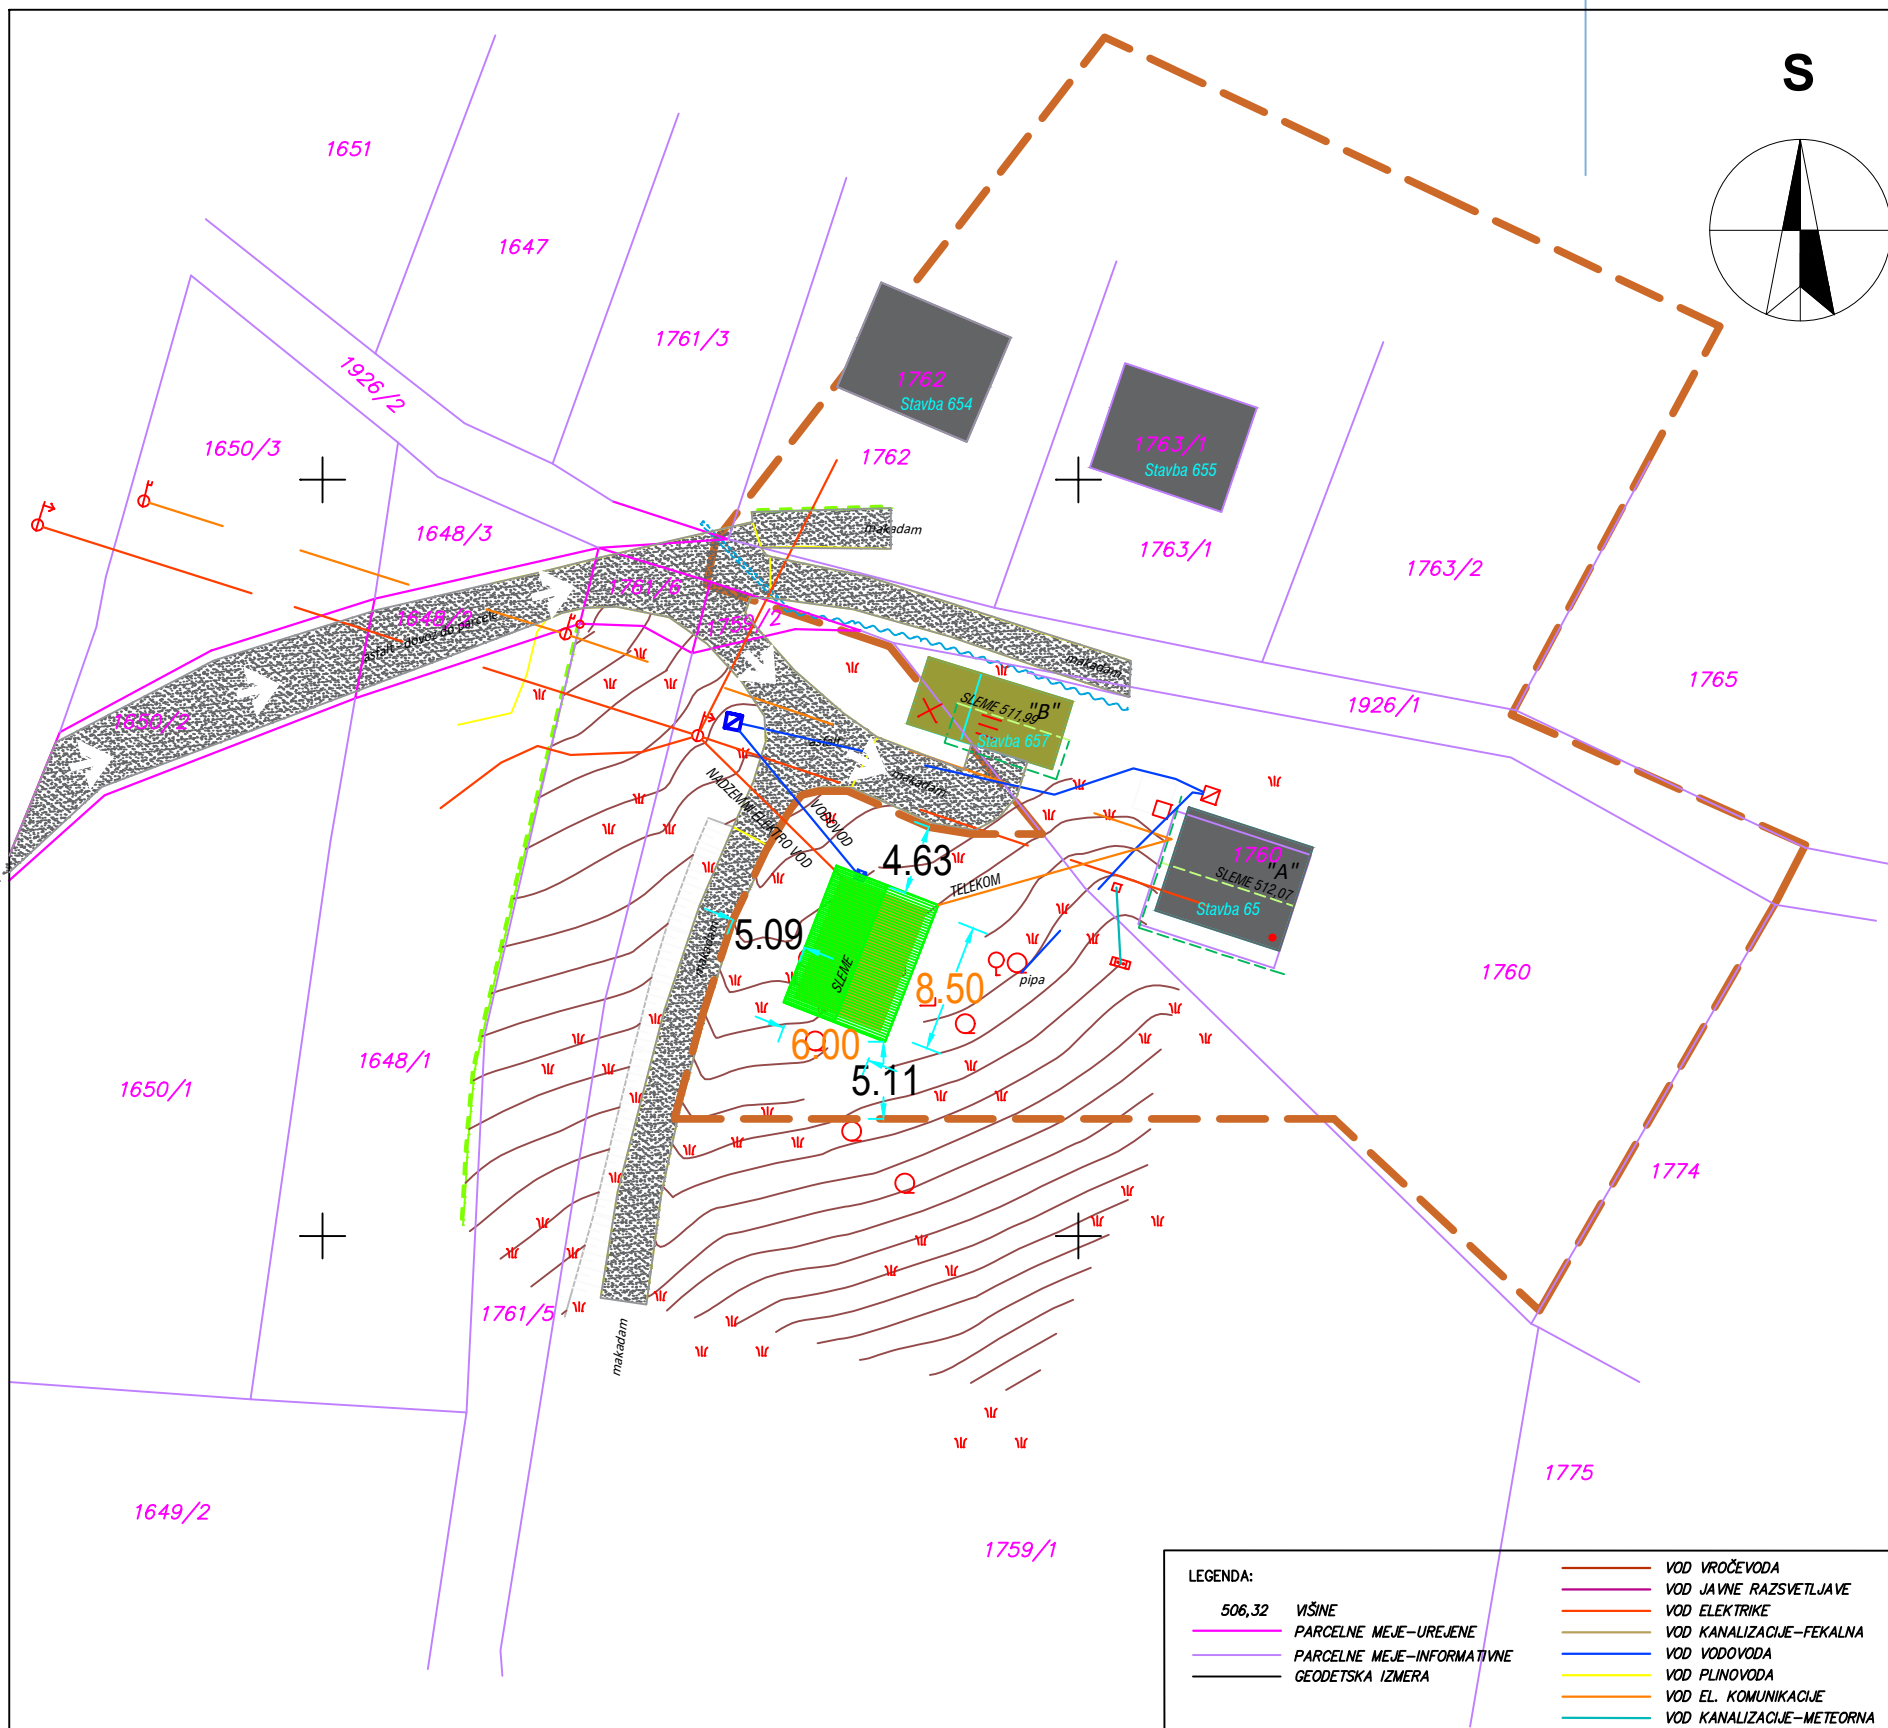 S
1651
1647
1761/3
1926/2
1762
Stavba 654
1763/1
Stavba 655
1650/3
1762
1648/3
makadam
1763/1
1763/2
1761/6
1648/2
asfalt - dovoz do parcele
1759/2
makadam
1765
1926/1
1650/2
SLEME 511,99
"B"
Stavba 657
asfalt
makadam
NADZEMNI ELEKTRO VOD
VODOVOD
4.63
TELEKOM
1760
"A"
SLEME 512,07
Stavba 65
5.09
makadam
SLEME
8.50
pipa
1760
6.00
5.11
1648/1
1650/1
1774
1761/5
makadam
1775
1649/2
1759/1
LEGENDA:
506,32 VIŠINE
PARCELNE MEJE-UREJENE
PARCELNE MEJE-INFORMATIVNE
GEODETSKA IZMERA
VOD VROČEVODA
VOD JAVNE RAZSVETLJAVE
VOD ELEKTRIKE
VOD KANALIZACIJE-FEKALNA
VOD VODOVODA
VOD PLINOVODA
VOD EL. KOMUNIKACIJE
VOD KANALIZACIJE-METEORNA